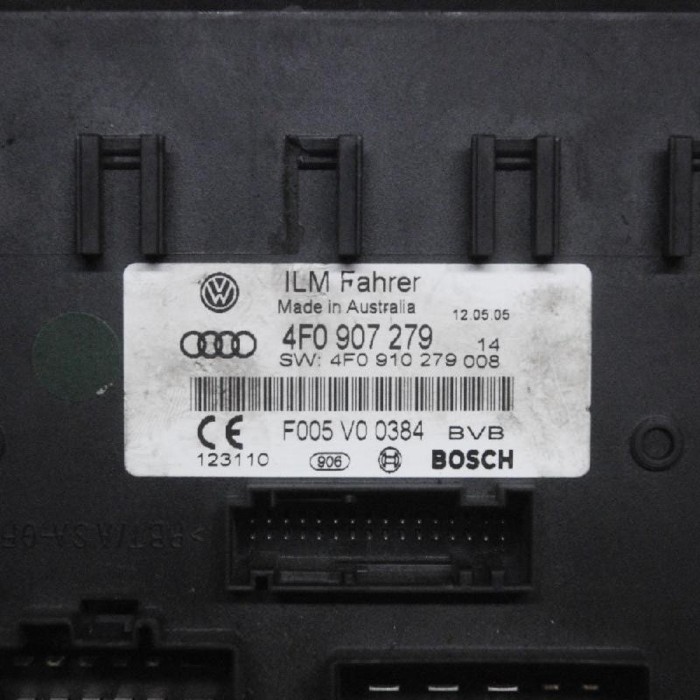 ILM Fahrer
Made in Australia 12.05.05
4F0 907 279 14
SW: 4F0 910 279 008
CE F005 V0 0384 BVB
123110 906 BOSCH